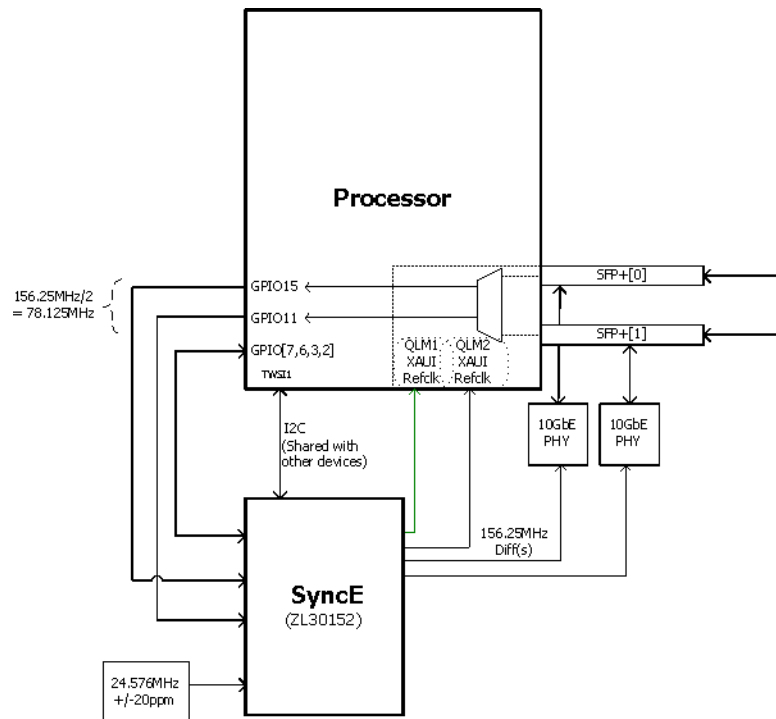 Processor
SFP+[0]
GPIO15
156.25MHz/2
= 78.125MHz
GPIO11
SFP+[1]
GPIO[7,6,3,2]
QLM1
XAUI
Refclk
QLM2
XAUI
Refclk
TWSI1
10GbE
PHY
10GbE
PHY
I2C
(Shared with
other devices)
156.25MHz
Diff(s)
SyncE
(ZL30152)
24.576MHz
+/-20ppm